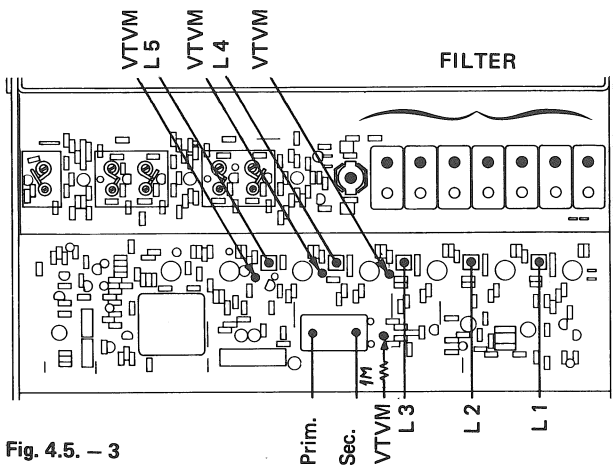 VTVM
L 5
VTVM
L 4
VTVM
FILTER
Prim.
Sec.
1M
VTVM
L 3
L 2
L 1
Fig. 4.5. – 3